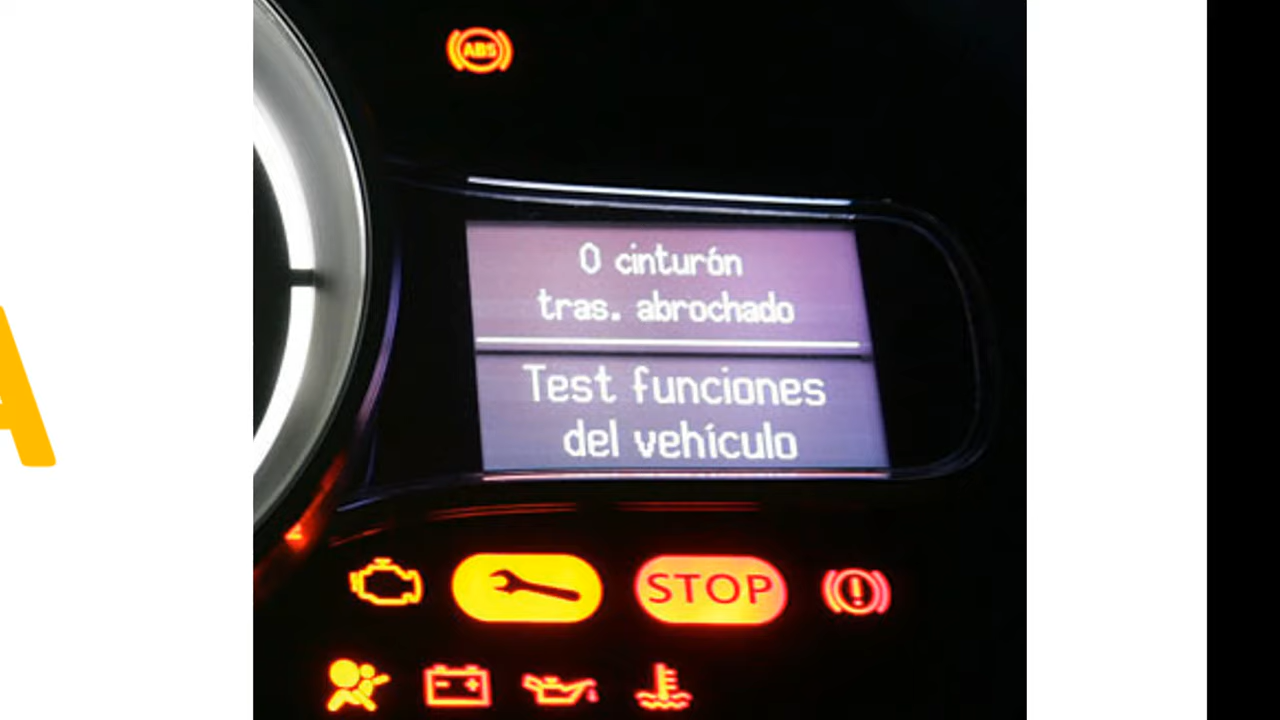 A
ABS
0 cinturón
tras. abrochado
Test funciones
del vehículo
STOP